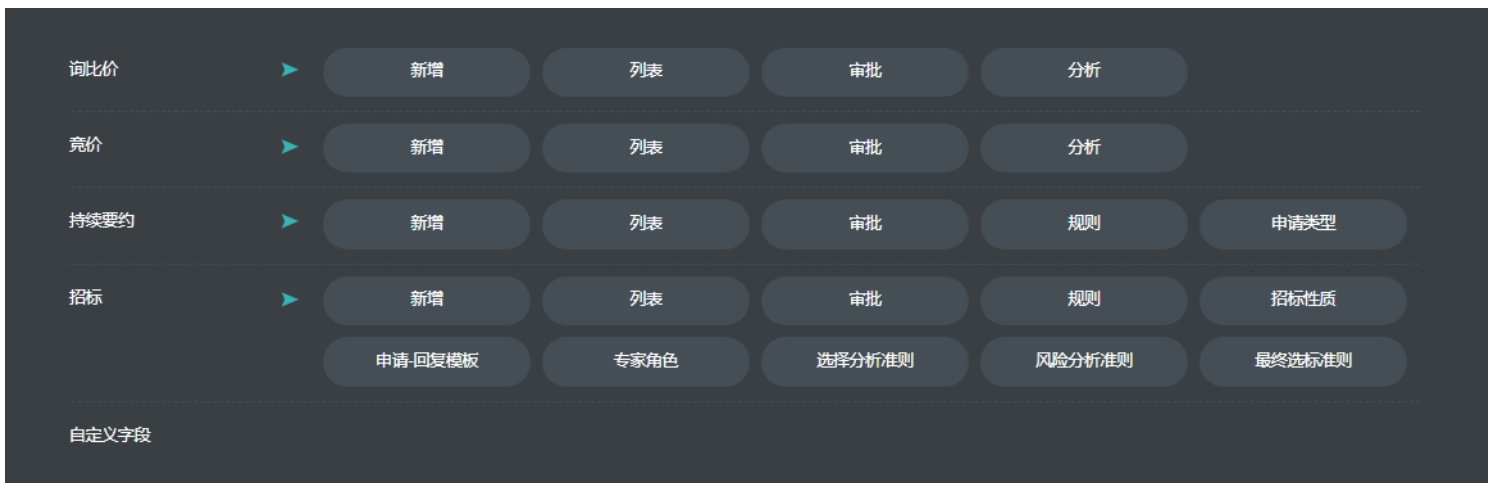 询比价 新增 列表 审批 分析
竞价 新增 列表 审批 分析
持续要约 新增 列表 审批 规则 申请类型
招标 新增 列表 审批 规则 招标性质
申请-回复模板 专家角色 选择分析准则 风险分析准则 最终选标准则
自定义字段